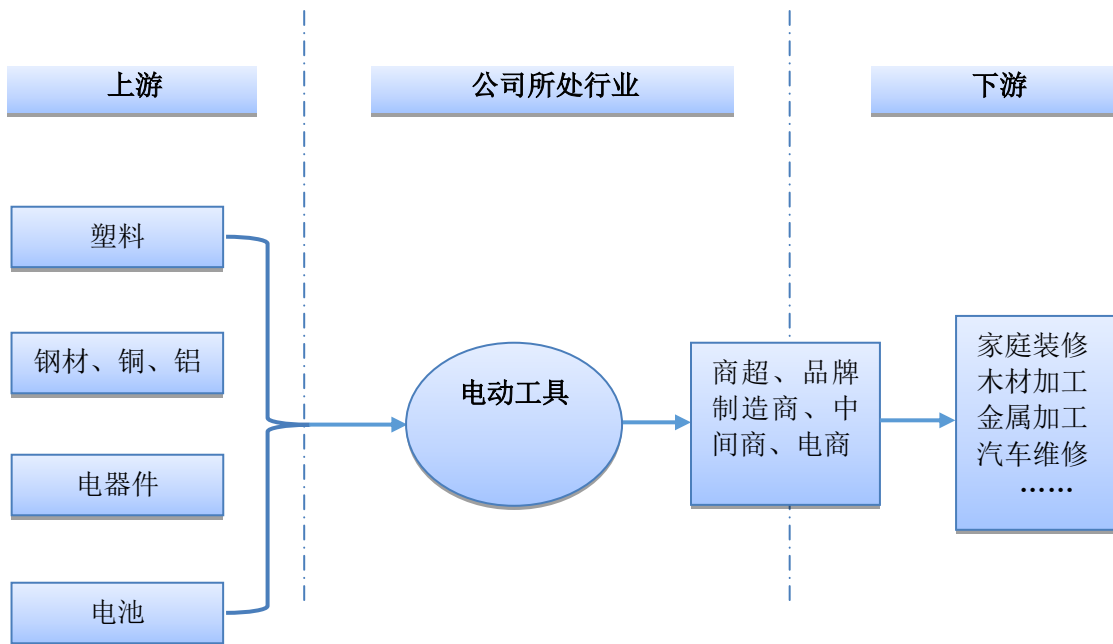 上游
公司所处行业
下游
塑料
钢材、铜、铝
电器件
电池
电动工具
商超、品牌
制造商、中
间商、电商
家庭装修
木材加工
金属加工
汽车维修
……